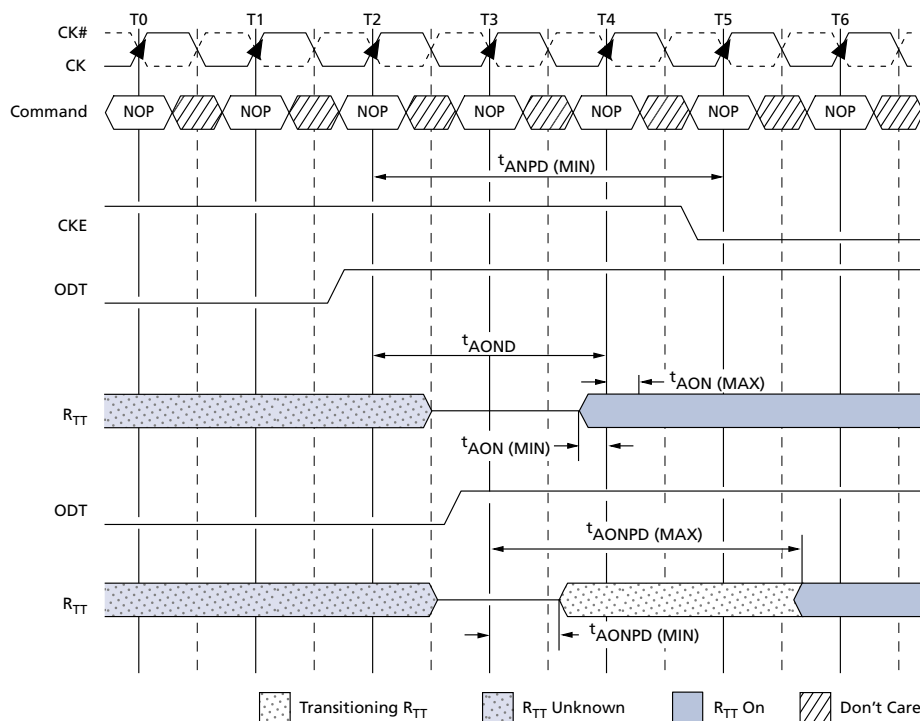 T0 T1 T2 T3 T4 T5 T6
CK#
CK
Command NOP NOP NOP NOP NOP NOP NOP
tANPD (MIN)
CKE
ODT
tAOND
tAON (MAX)
RTT
tAON (MIN)
ODT
tAONPD (MAX)
RTT
tAONPD (MIN)
Transitioning RTT RTT Unknown RTT On Don't Care